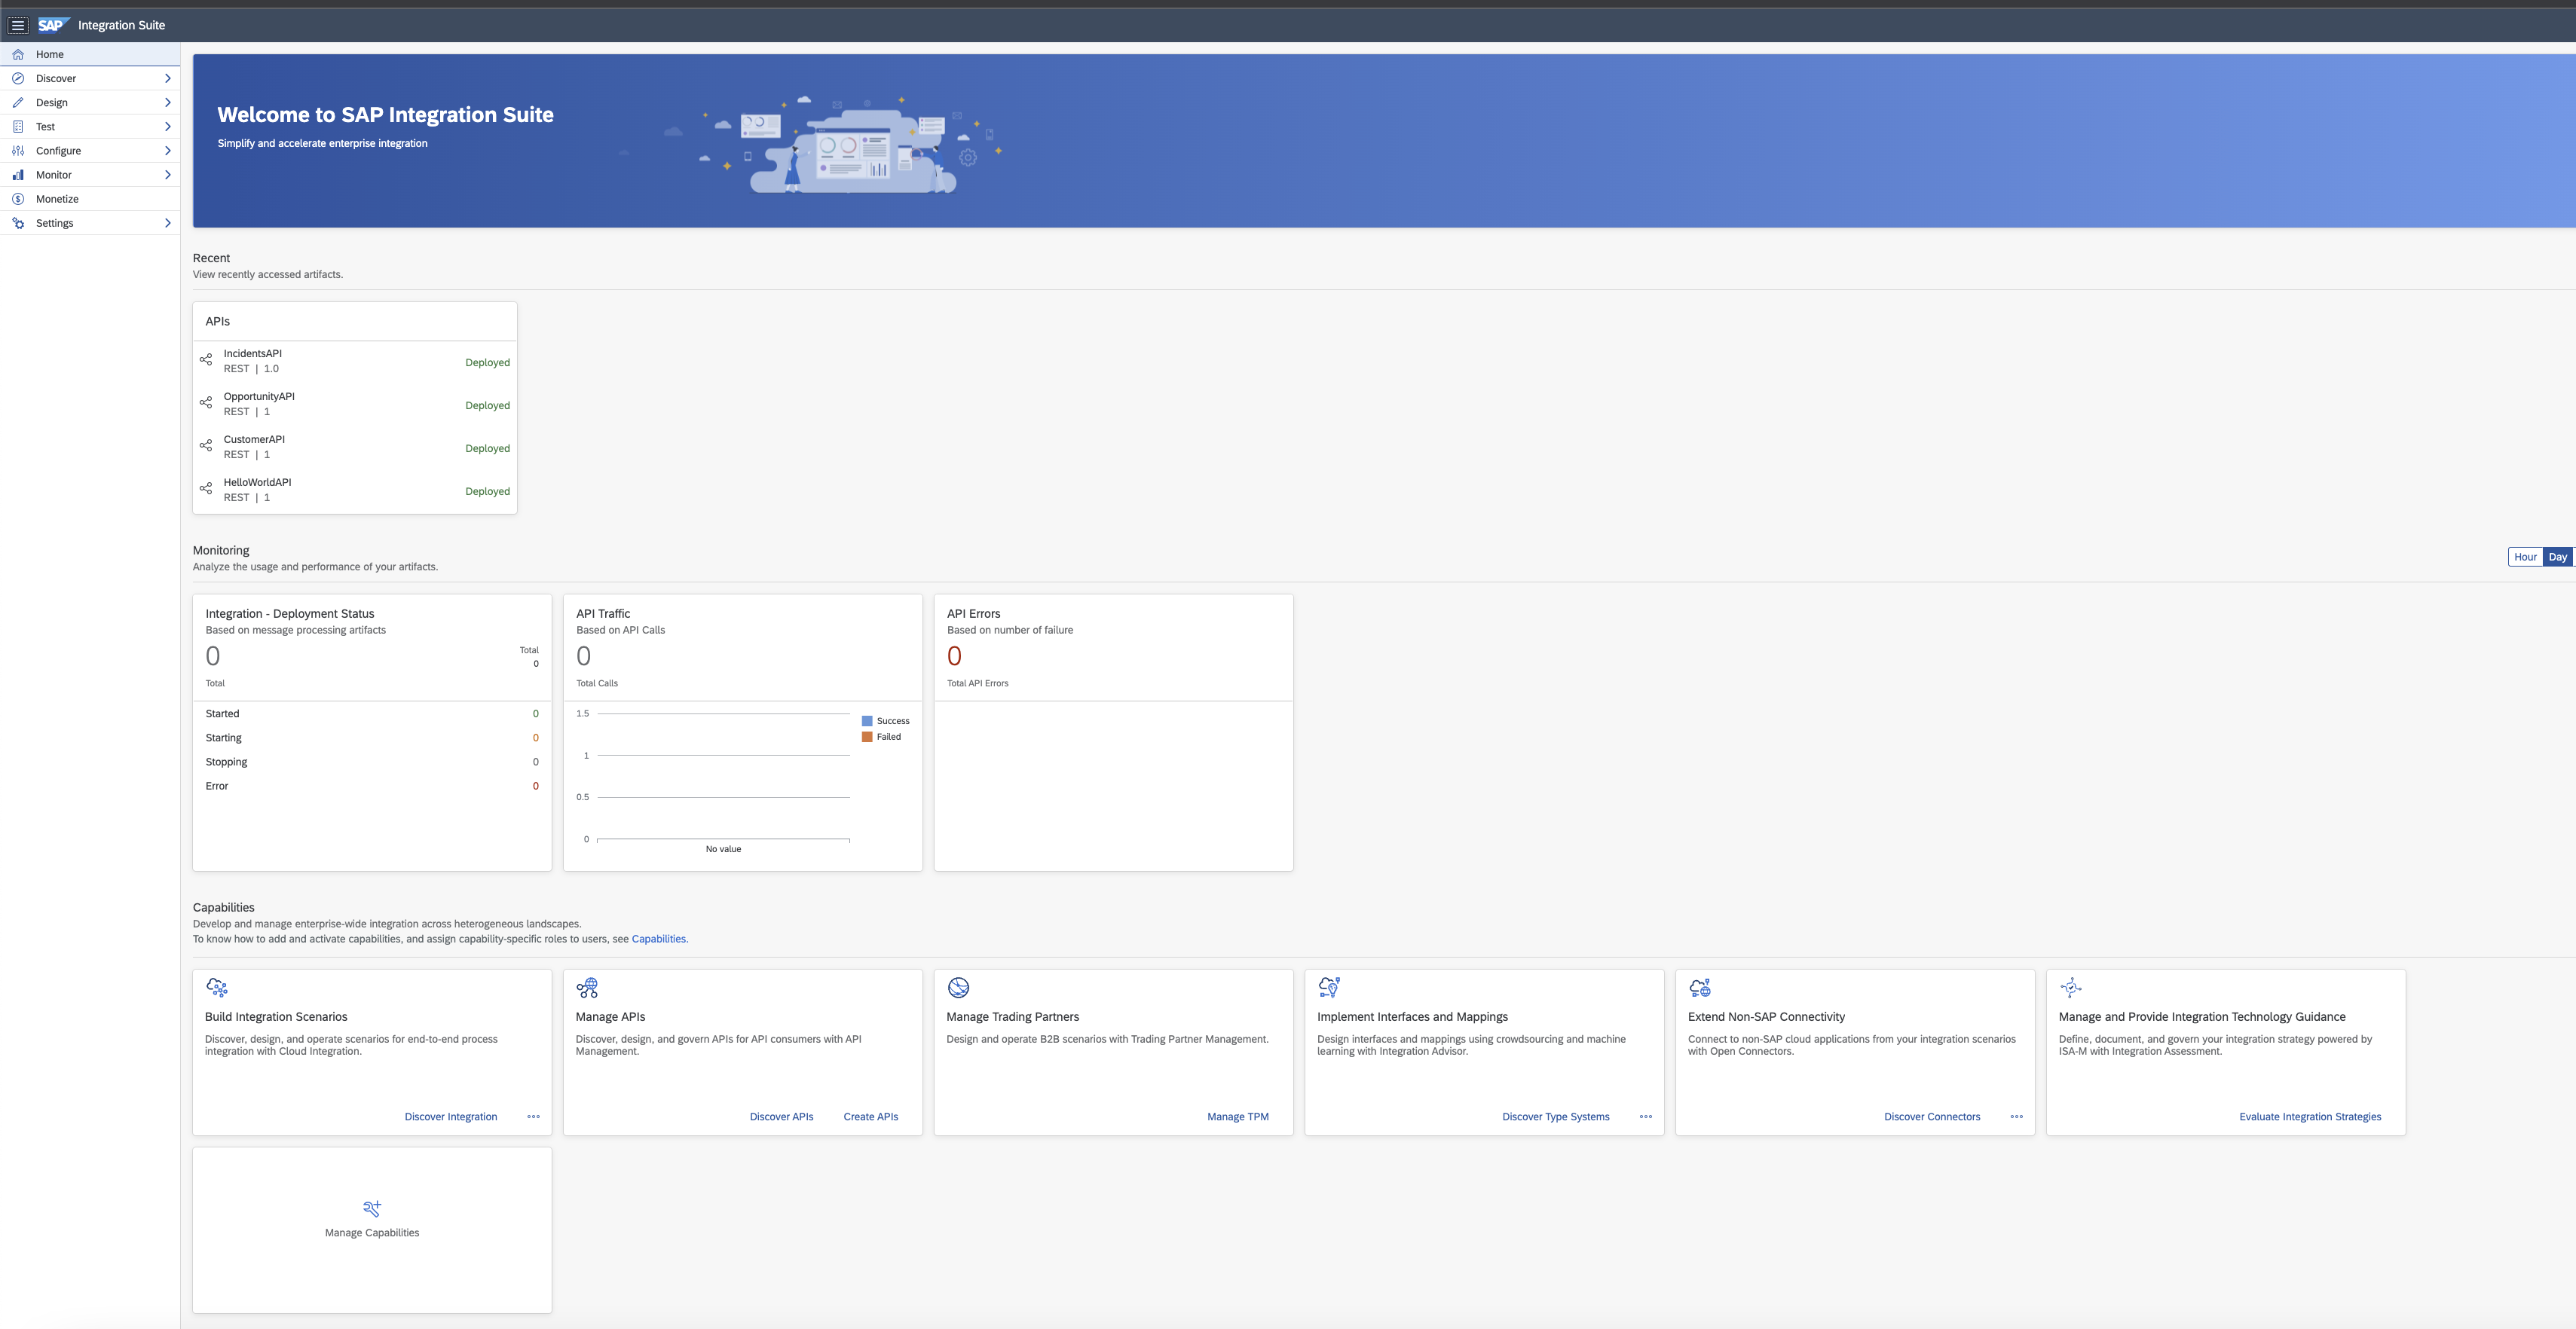 SAP Integration Suite
Home
Discover
Design
Test
Configure
Monitor
Monetize
Settings
Welcome to SAP Integration Suite
Simplify and accelerate enterprise integration
Recent
View recently accessed artifacts.
APIs
IncidentsAPI
REST | 1.0
Deployed
OpportunityAPI
REST | 1
Deployed
CustomerAPI
REST | 1
Deployed
HelloWorldAPI
REST | 1
Deployed
Monitoring
Analyze the usage and performance of your artifacts.
Hour Day
Integration - Deployment Status
Based on message processing artifacts
0
Total
Total
0
Started 0
Starting 0
Stopping 0
Error 0
API Traffic
Based on API Calls
0
Total Calls
1.5
1
0.5
0
No value
Success
Failed
API Errors
Based on number of failure
0
Total API Errors
Capabilities
Develop and manage enterprise-wide integration across heterogeneous landscapes.
To know how to add and activate capabilities, and assign capability-specific roles to users, see Capabilities.
Build Integration Scenarios
Discover, design, and operate scenarios for end-to-end process
integration with Cloud Integration.
Discover Integration
Manage APIs
Discover, design, and govern APIs for API consumers with API
Management.
Discover APIs Create APIs
Manage Trading Partners
Design and operate B2B scenarios with Trading Partner Management.
Manage TPM
Implement Interfaces and Mappings
Design interfaces and mappings using crowdsourcing and machine
learning with Integration Advisor.
Discover Type Systems
Extend Non-SAP Connectivity
Connect to non-SAP cloud applications from your integration scenarios
with Open Connectors.
Discover Connectors
Manage and Provide Integration Technology Guidance
Define, document, and govern your integration strategy powered by
ISA-M with Integration Assessment.
Evaluate Integration Strategies
Manage Capabilities